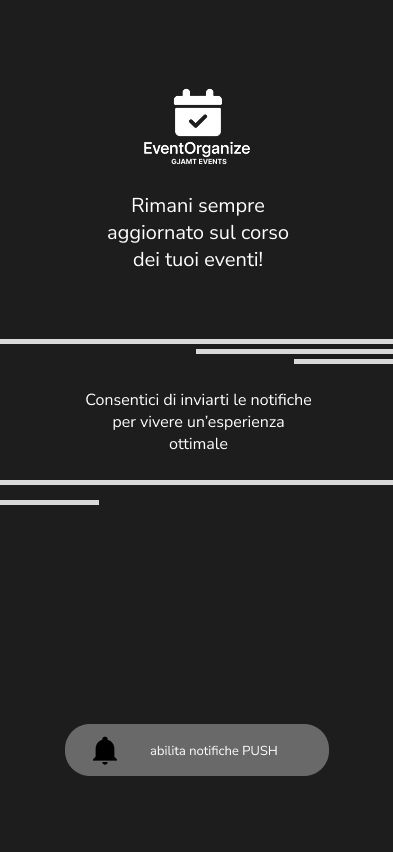 EventOrganize
GJAMT EVENTS
Rimani sempre
aggiornato sul corso
dei tuoi eventi!
Consentici di inviarti le notifiche
per vivere un'esperienza
ottimale
abilita notifiche PUSH